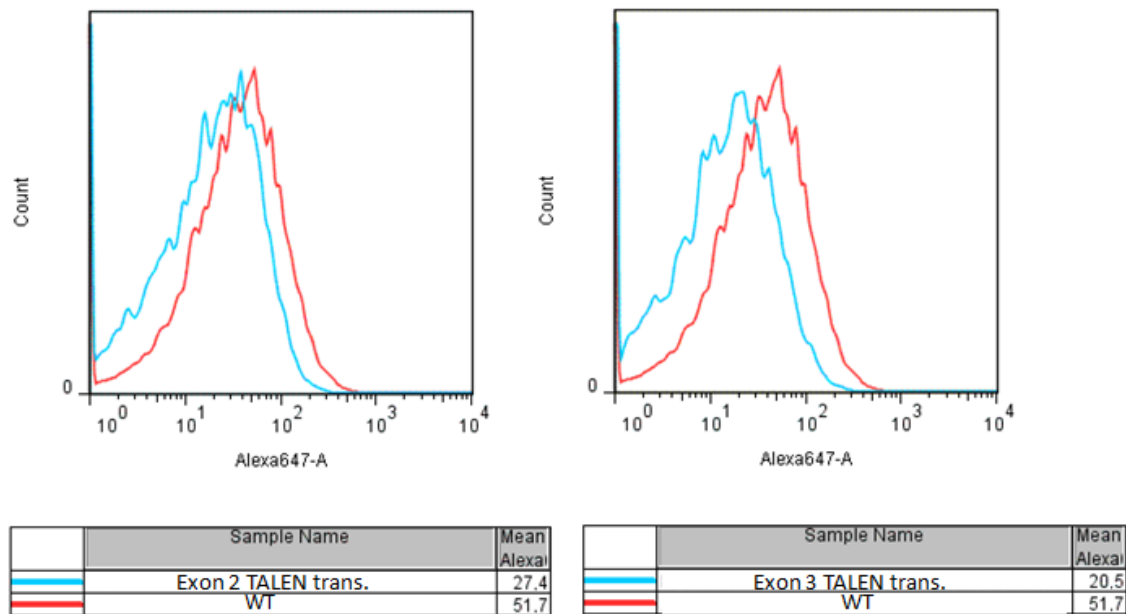 Count
0
10^0 10^1 10^2 10^3 10^4
Alexa647-A
Count
0
10^0 10^1 10^2 10^3 10^4
Alexa647-A
Sample Name Mean
Exon 2 TALEN trans. 27,4
WT 51,7
Sample Name Mean
Exon 3 TALEN trans. 20,5
WT 51,7